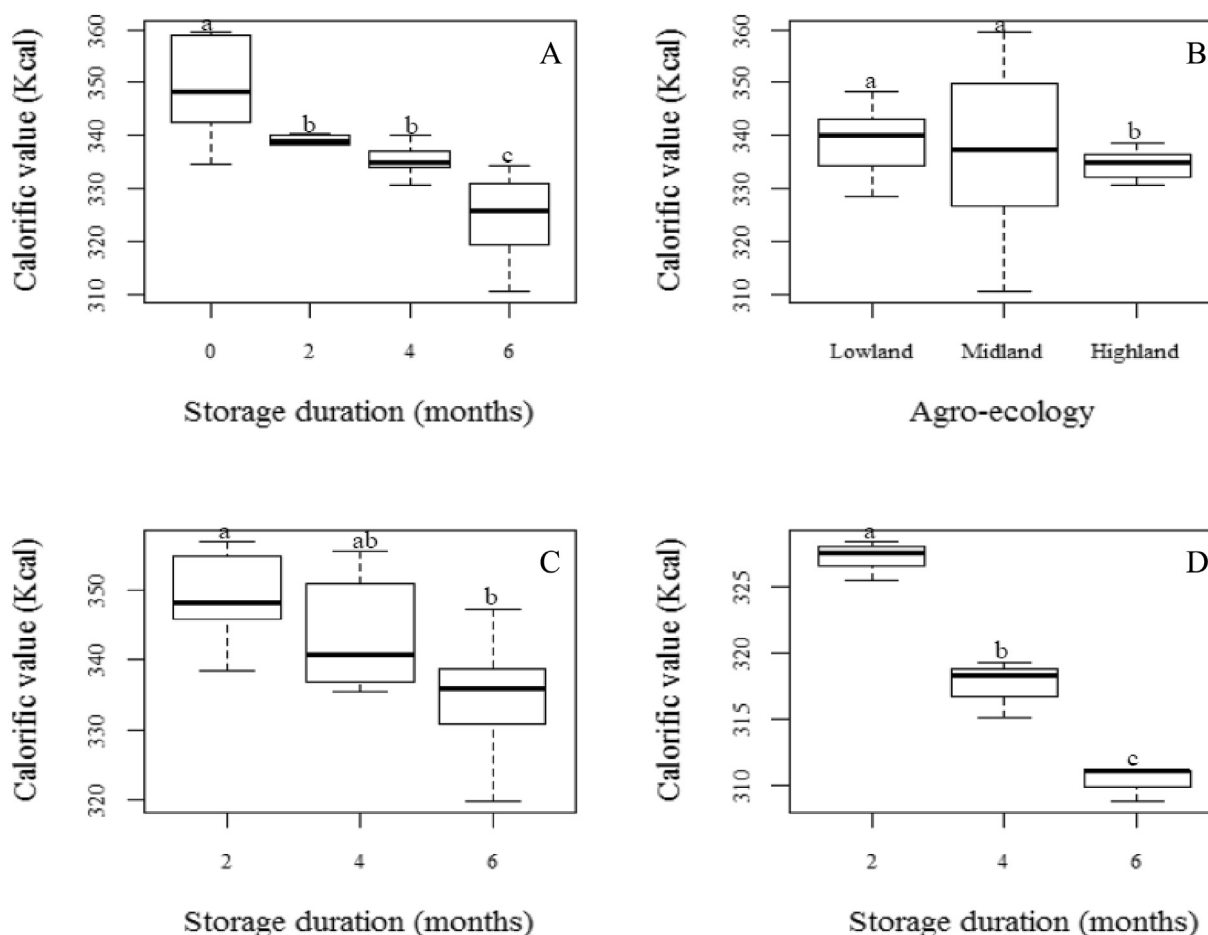 A
Calorific value (Kcal)
360
350
340
330
320
310
a
b
b
c
0 2 4 6
Storage duration (months)
B
Calorific value (Kcal)
360
350
340
330
320
310
a
a
b
Lowland Midland Highland
Agro-ecology
C
Calorific value (Kcal)
350
340
330
320
a
ab
b
2 4 6
Storage duration (months)
D
Calorific value (Kcal)
325
320
315
310
a
b
c
2 4 6
Storage duration (months)